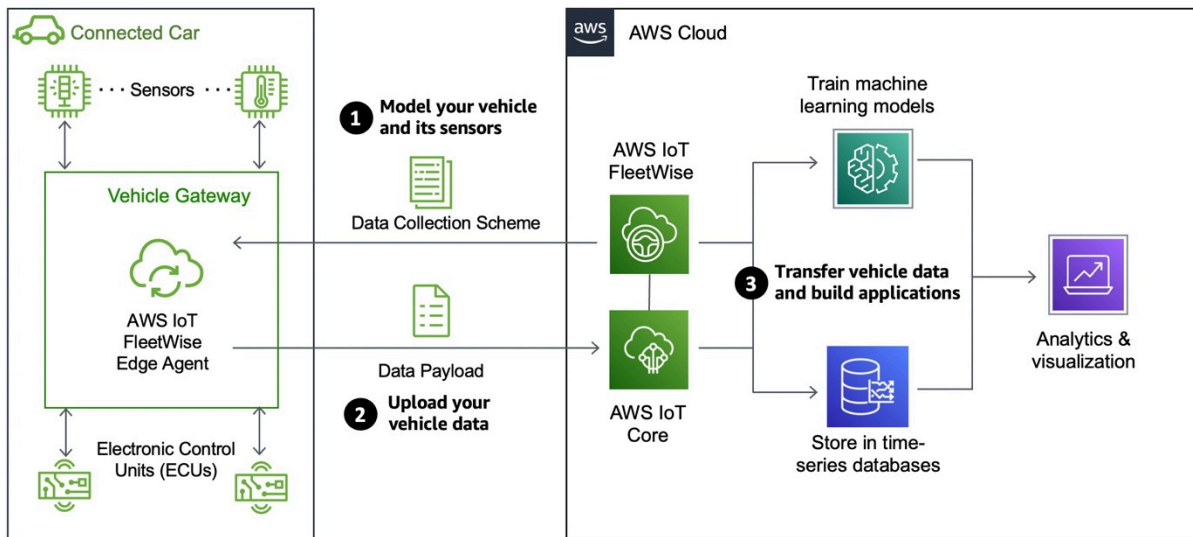 Connected Car
Sensors
Vehicle Gateway
AWS IoT
FleetWise
Edge Agent
Electronic Control
Units (ECUs)
1
Model your vehicle
and its sensors
Data Collection Scheme
Data Payload
2
Upload your
vehicle data
aws
AWS Cloud
AWS IoT
FleetWise
AWS IoT
Core
Train machine
learning models
3
Transfer vehicle data
and build applications
Store in time-
series databases
Analytics &
visualization